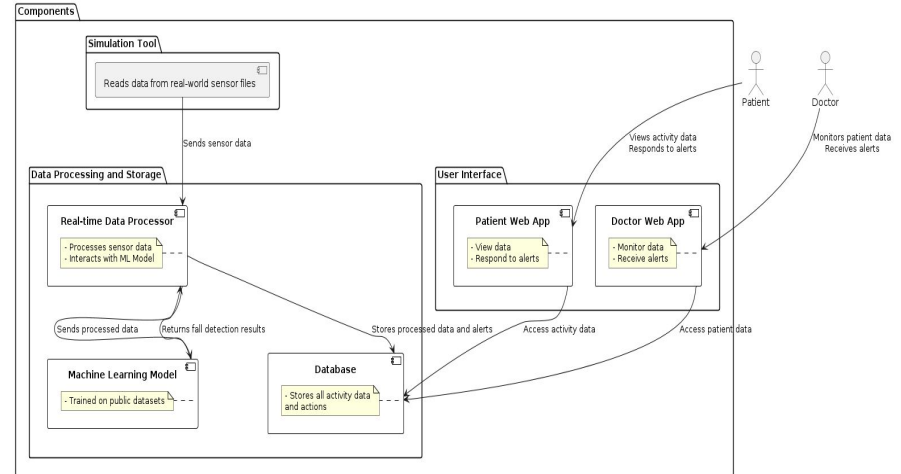 Components
Simulation Tool
Reads data from real-world sensor files
Patient
Doctor
Sends sensor data
Views activity data
Responds to alerts
Monitors patient data
Receives alerts
Data Processing and Storage
User Interface
Real-time Data Processor
- Processes sensor data
- Interacts with ML Model
Patient Web App
- View data
- Respond to alerts
Doctor Web App
- Monitor data
- Receive alerts
Sends processed data
Returns fall detection results
Stores processed data and alerts
Access activity data
Access patient data
Machine Learning Model
- Trained on public datasets
Database
- Stores all activity data
and actions